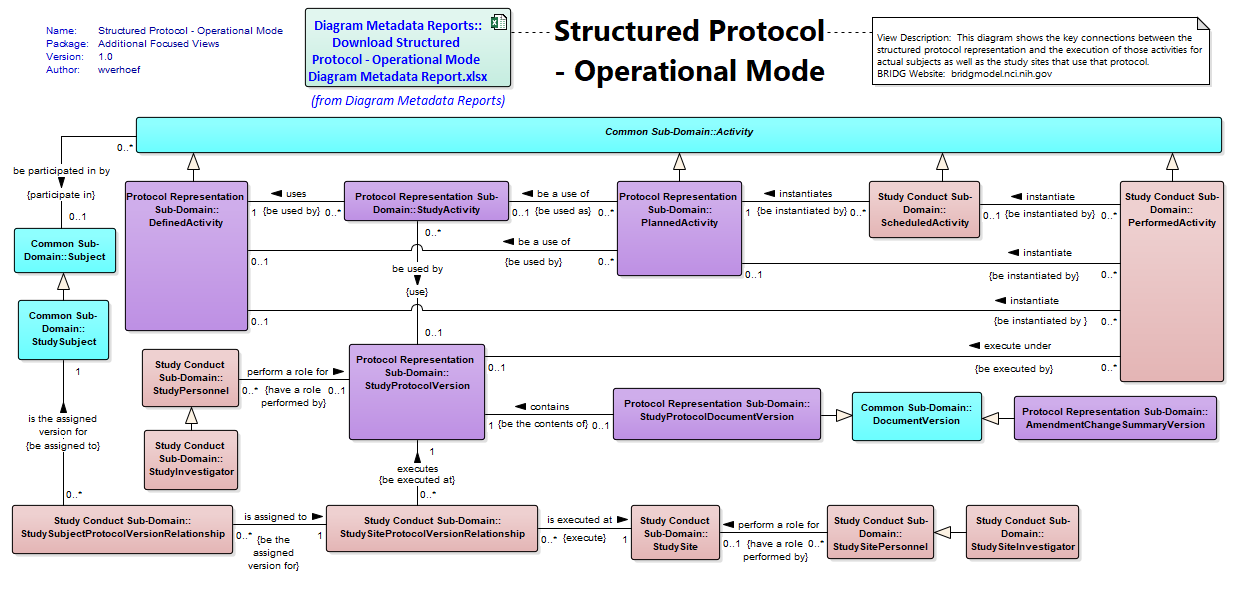 Name: Structured Protocol - Operational Mode
Package: Additional Focused Views
Version: 1.0
Author: wverhoef
Diagram Metadata Reports::
Download Structured
Protocol - Operational Mode
Diagram Metadata Report.xlsx
(from Diagram Metadata Reports)
Structured Protocol
- Operational Mode
View Description: This diagram shows the key connections between the
structured protocol representation and the execution of those activities for
actual subjects as well as the study sites that use that protocol.
BRIDG Website: bridgmodel.nci.nih.gov
Common Sub-Domain::Activity
0..*
be participated in by
{participate in}
0..1
Common Sub-
Domain::Subject
Common Sub-
Domain::
StudySubject
1
is the assigned
version for
{be assigned to}
0..*
Protocol Representation
Sub-Domain::
DefinedActivity
uses
1 {be used by} 0..*
Protocol Representation Sub-
Domain::StudyActivity
be a use of
0..1 {be used as} 0..*
Protocol Representation
Sub-Domain::
PlannedActivity
instantiates
1 {be instantiated by} 0..*
Study Conduct
Sub-Domain::
ScheduledActivity
instantiate
0..1 {be instantiated by} 0..*
Study Conduct Sub-
Domain::
PerformedActivity
0..*
be used by
{use}
0..1
be a use of
0..1 {be used by} 0..*
instantiate
0..1 {be instantiated by} 0..*
instantiate
0..1 {be instantiated by } 0..*
execute under
0..1 {be executed by} 0..*
Study Conduct
Sub-Domain::
StudyPersonnel
perform a role for
0..* {have a role 0..1
performed by}
Protocol Representation
Sub-Domain::
StudyProtocolVersion
Study Conduct
Sub-Domain::
StudyInvestigator
contains
1 {be the contents of} 0..1
Protocol Representation Sub-Domain::
StudyProtocolDocumentVersion
Common Sub-Domain::
DocumentVersion
Protocol Representation Sub-Domain::
AmendmentChangeSummaryVersion
1
executes
{be executed at}
0..*
Study Conduct Sub-Domain::
StudySubjectProtocolVersionRelationship
is assigned to
0..* {be the 1
assigned
version for}
Study Conduct Sub-Domain::
StudySiteProtocolVersionRelationship
is executed at
0..* {execute} 1
Study Conduct
Sub-Domain::
StudySite
perform a role for
0..1 {have a role 0..*
performed by}
Study Conduct Sub-
Domain::
StudySitePersonnel
Study Conduct Sub-
Domain::
StudySiteInvestigator